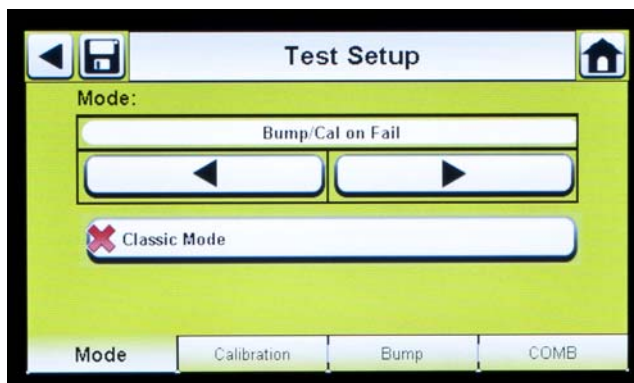 Test Setup
Mode:
Bump/Cal on Fail
Classic Mode
Mode
Calibration
Bump
COMB